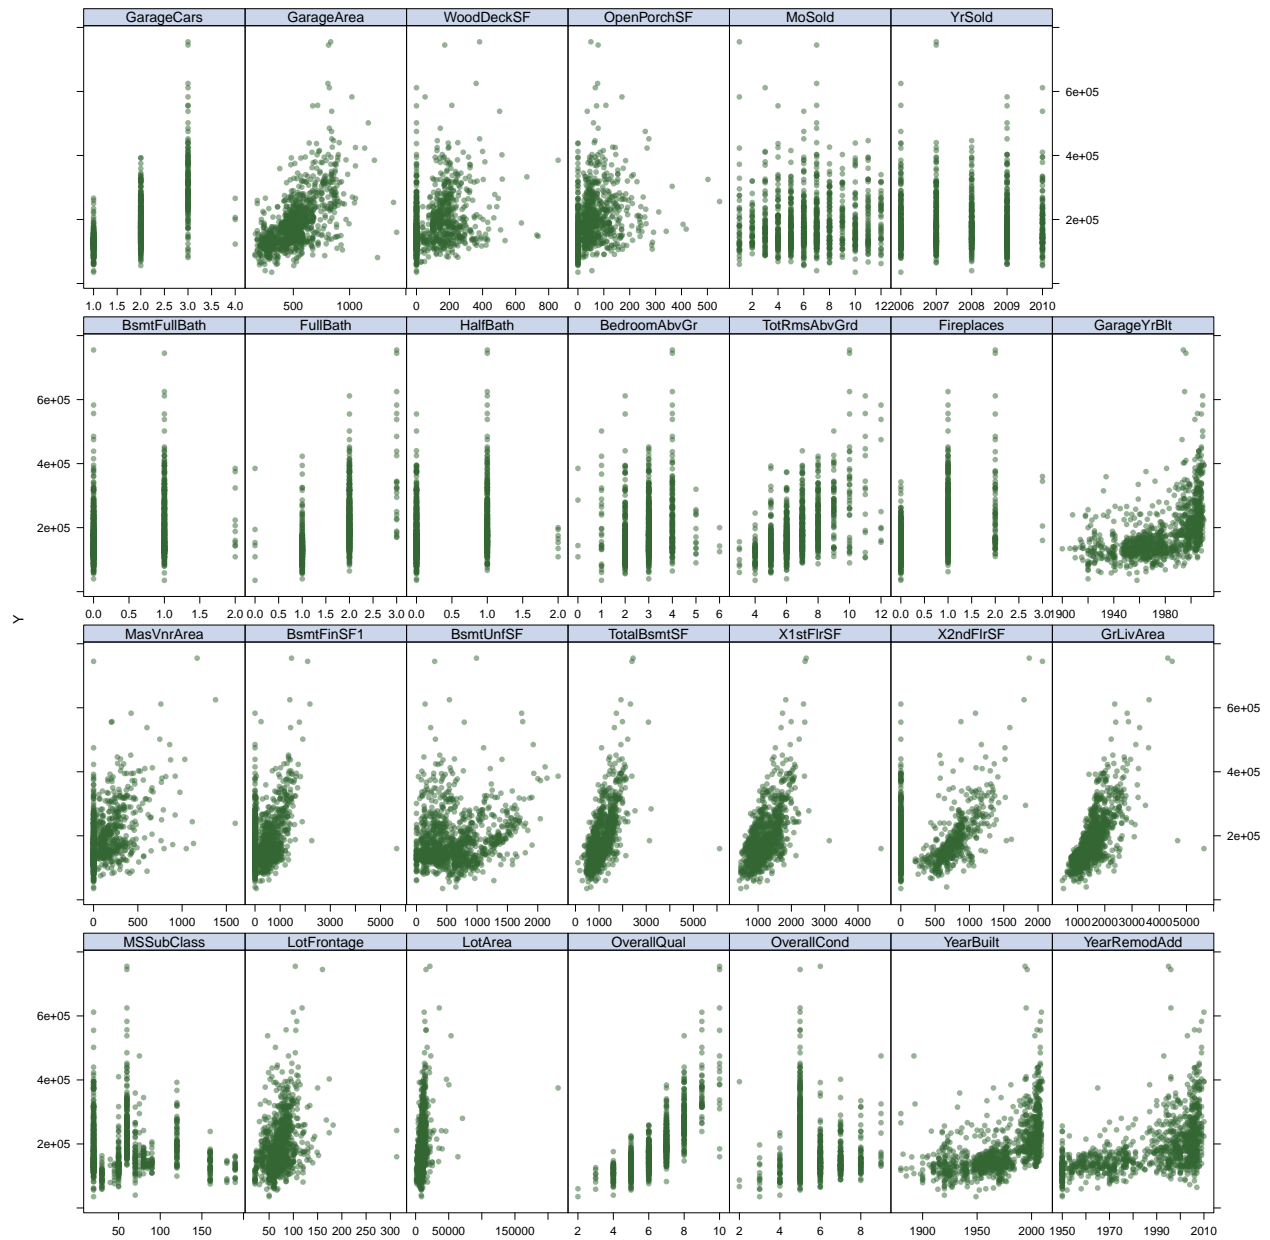 GarageCars GarageArea WoodDeckSF OpenPorchSF MoSold YrSold
6e+05
4e+05
2e+05
1.0 1.5 2.0 2.5 3.0 3.5 4.0 500 1000 0 200 400 600 800 0 100 200 300 400 500 2 4 6 8 10 12 2006 2007 2008 2009 2010
BsmtFullBath FullBath HalfBath BedroomAbvGr TotRmsAbvGrd Fireplaces GarageYrBlt
6e+05
4e+05
2e+05
0.0 0.5 1.0 1.5 2.0 0.0 0.5 1.0 1.5 2.0 2.5 3.0 0.0 0.5 1.0 1.5 2.0 0 1 2 3 4 5 6 4 6 8 10 12 0.0 0.5 1.0 1.5 2.0 2.5 3.0 1900 1940 1980
Y
MasVnrArea BsmtFinSF1 BsmtUnfSF TotalBsmtSF X1stFlrSF X2ndFlrSF GrLivArea
6e+05
4e+05
2e+05
0 500 1000 1500 0 1000 3000 5000 0 500 1000 2000 0 1000 3000 5000 1000 2000 3000 4000 0 500 1000 1500 2000 1000 2000 3000 4000 5000
MSSubClass LotFrontage LotArea OverallQual OverallCond YearBuilt YearRemodAdd
6e+05
4e+05
2e+05
50 100 150 50 100 150 200 250 300 0 50000 150000 2 4 6 8 10 2 4 6 8 1900 1950 2000 1950 1970 1990 2010